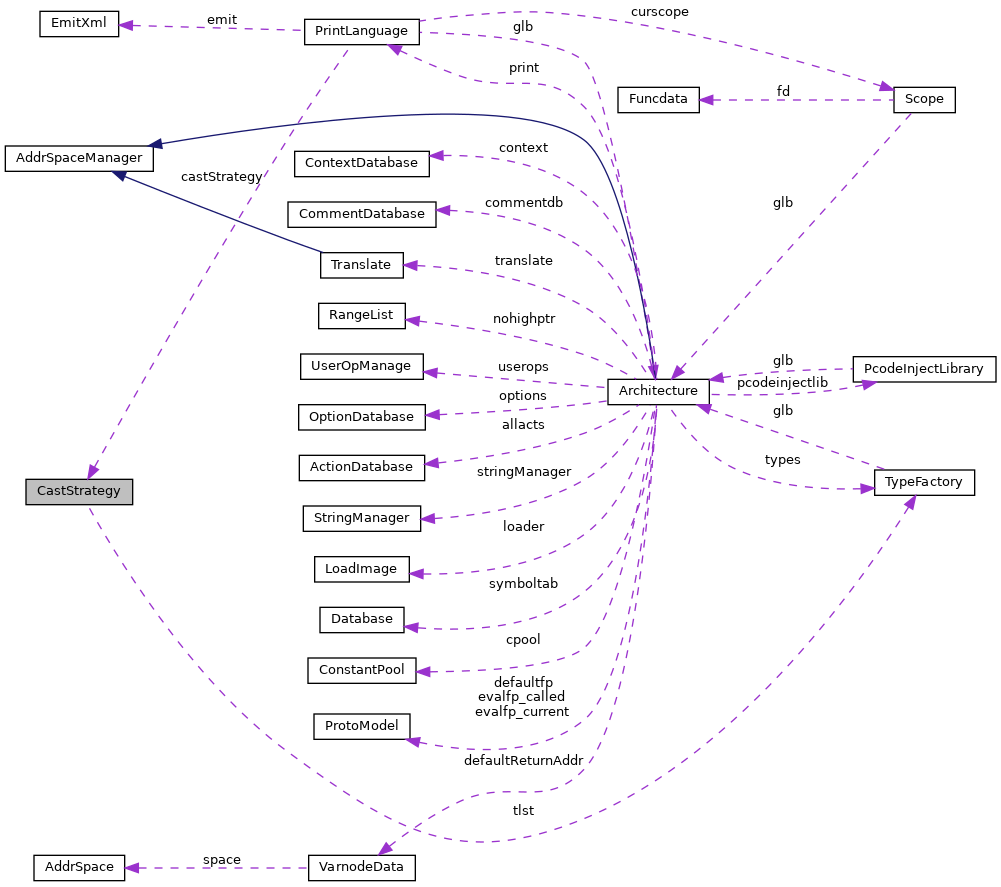 curscope
EmitXml
emit
PrintLanguage
glb
print
Funcdata
fd
Scope
AddrSpaceManager
context
ContextDatabase
castStrategy
commentdb
glb
CommentDatabase
translate
Translate
nohighptr
RangeList
userops
UserOpManage
glb
PcodeInjectLibrary
pcodeinjectlib
Architecture
options
OptionDatabase
glb
allacts
ActionDatabase
types
stringManager
TypeFactory
CastStrategy
StringManager
loader
LoadImage
symboltab
Database
cpool
ConstantPool
defaultfp
evalfp_called
evalfp_current
ProtoModel
defaultReturnAddr
tlst
AddrSpace
space
VarnodeData